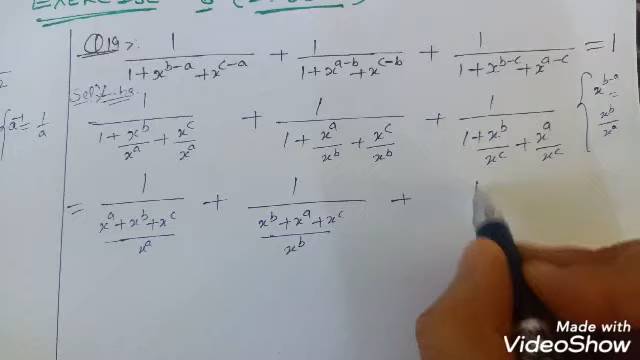 EXERCISE
Q19:- 1/(1+x^(b-a)+x^(c-a)) + 1/(1+x^(a-b)+x^(c-b)) + 1/(1+x^(b-c)+x^(a-c)) = 1
1/(1+x^b/x^a+x^c/x^a) + 1/(1+x^a/x^b+x^c/x^b) + 1/(1+x^b/x^c+x^a/x^c) { x^(b-a) = x^b/x^a
a^-1 = 1/a
= 1/((x^a+x^b+x^c)/x^a) + 1/((x^b+x^a+x^c)/x^b) + 1
Made with
VideoShow